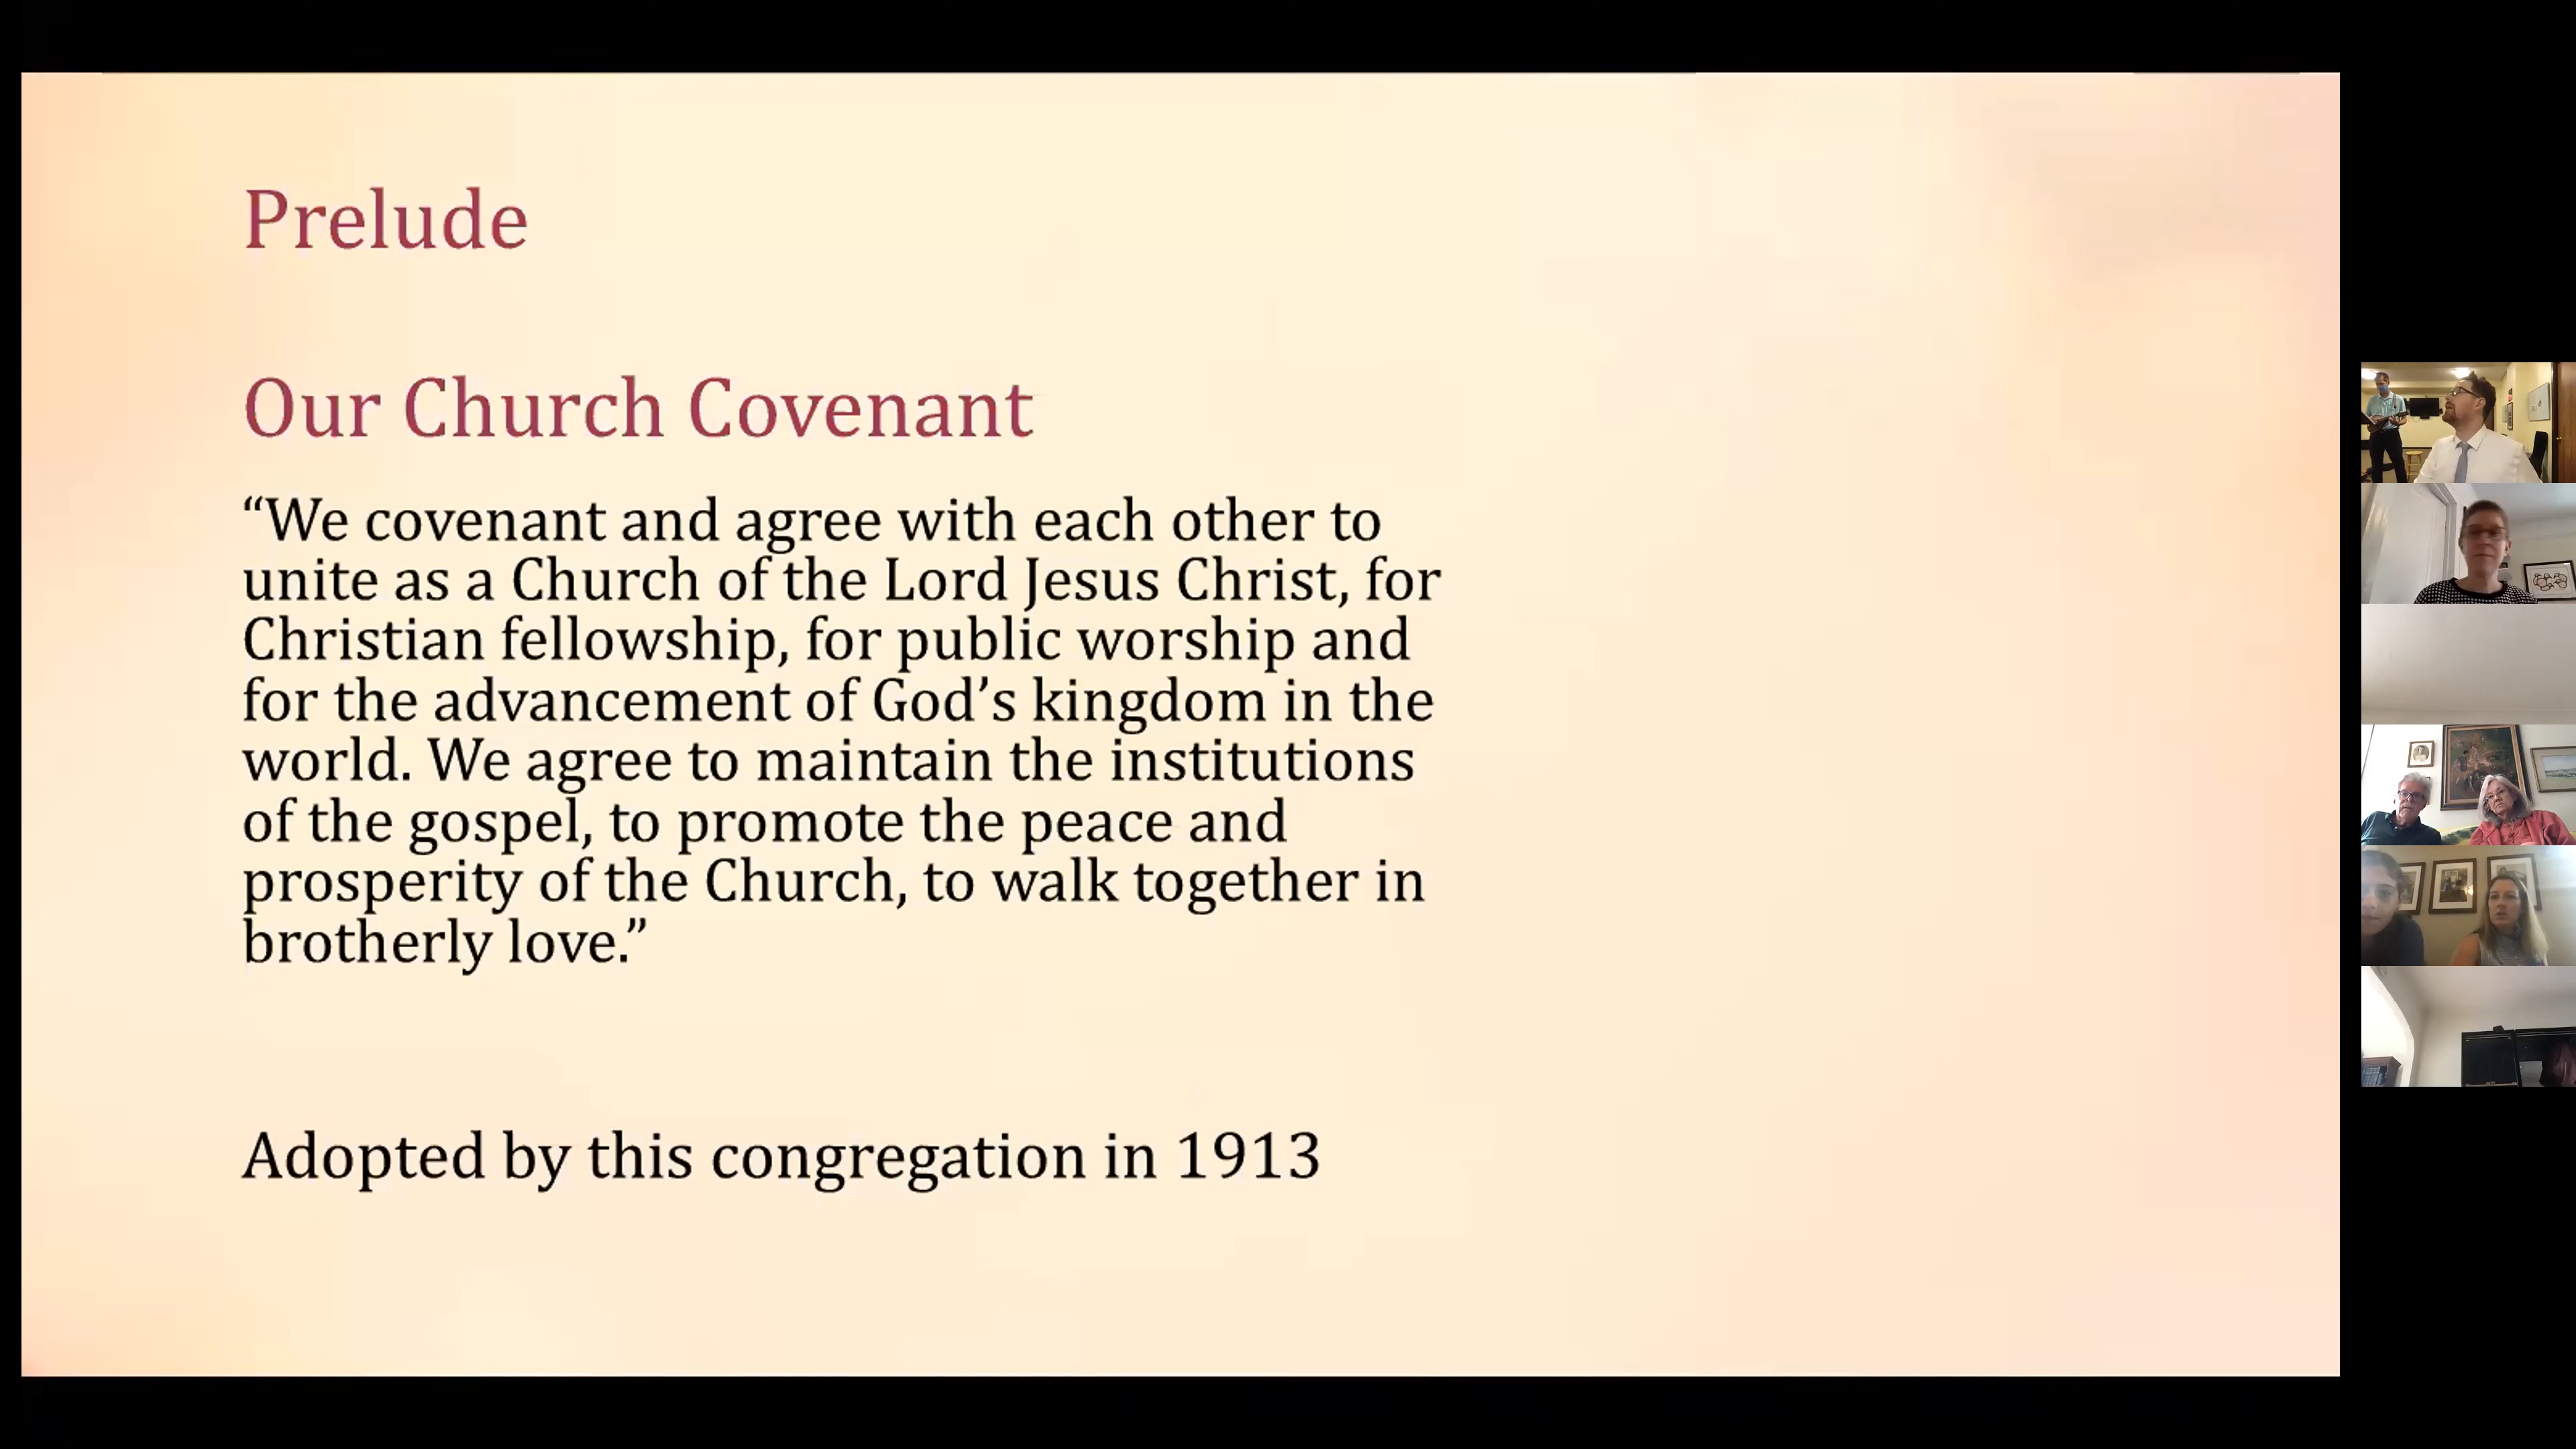 Prelude
Our Church Covenant
“We covenant and agree with each other to
unite as a Church of the Lord Jesus Christ, for
Christian fellowship, for public worship and
for the advancement of God’s kingdom in the
world. We agree to maintain the institutions
of the gospel, to promote the peace and
prosperity of the Church, to walk together in
brotherly love.”
Adopted by this congregation in 1913